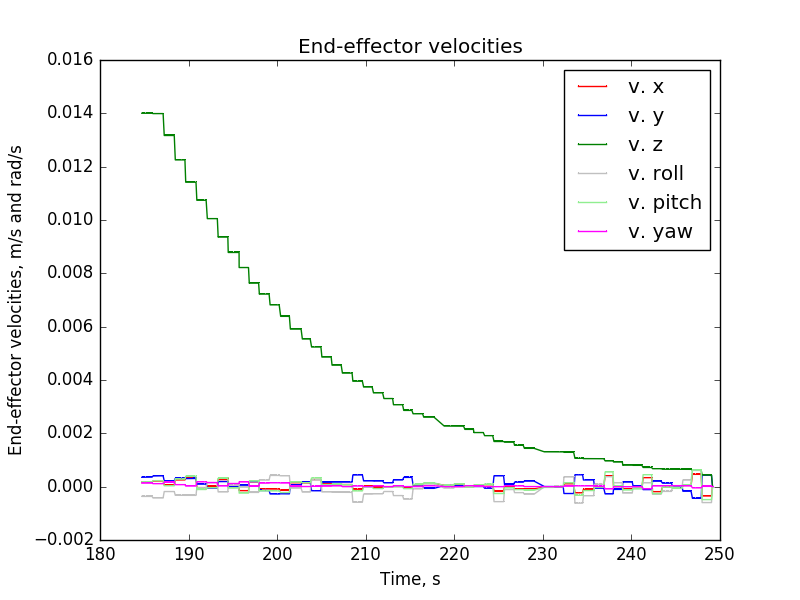 End-effector velocities
0.016
0.014
0.012
0.010
0.008
0.006
0.004
0.002
0.000
−0.002
End-effector velocities, m/s and rad/s
v. x
v. y
v. z
v. roll
v. pitch
v. yaw
180 190 200 210 220 230 240 250
Time, s